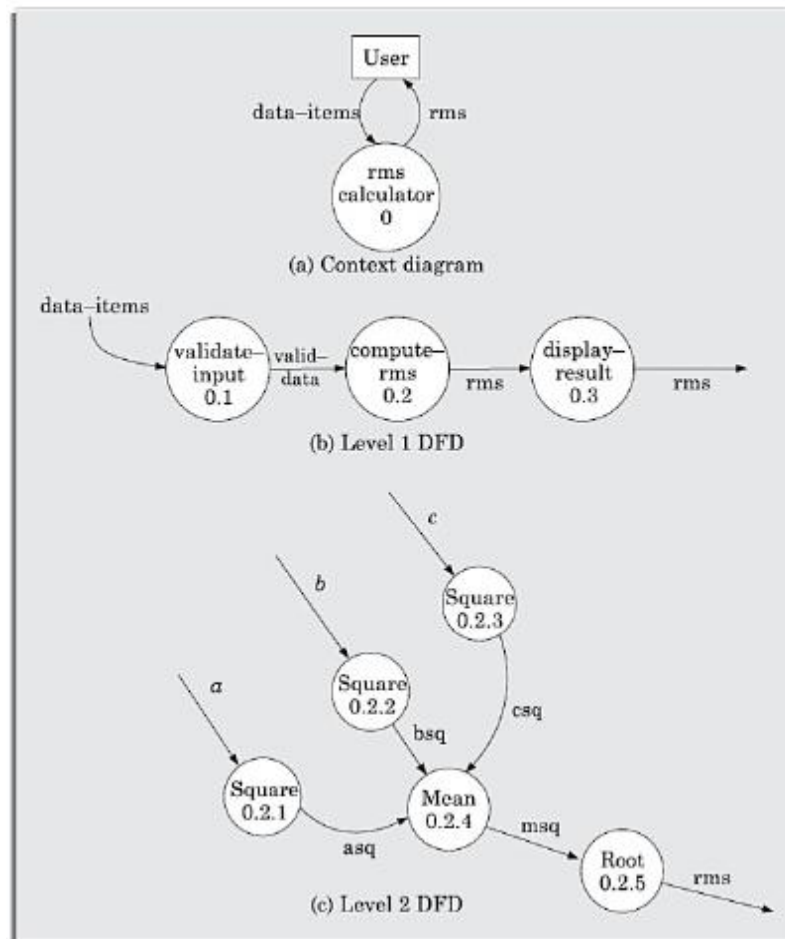 User
data–items
rms
rms
calculator
0
(a) Context diagram
data–items
validate–
input
0.1
valid–
data
compute–
rms
0.2
rms
display–
result
0.3
rms
(b) Level 1 DFD
c
Square
0.2.3
b
Square
0.2.2
csq
a
bsq
Square
0.2.1
Mean
0.2.4
asq
msq
Root
0.2.5
rms
(c) Level 2 DFD